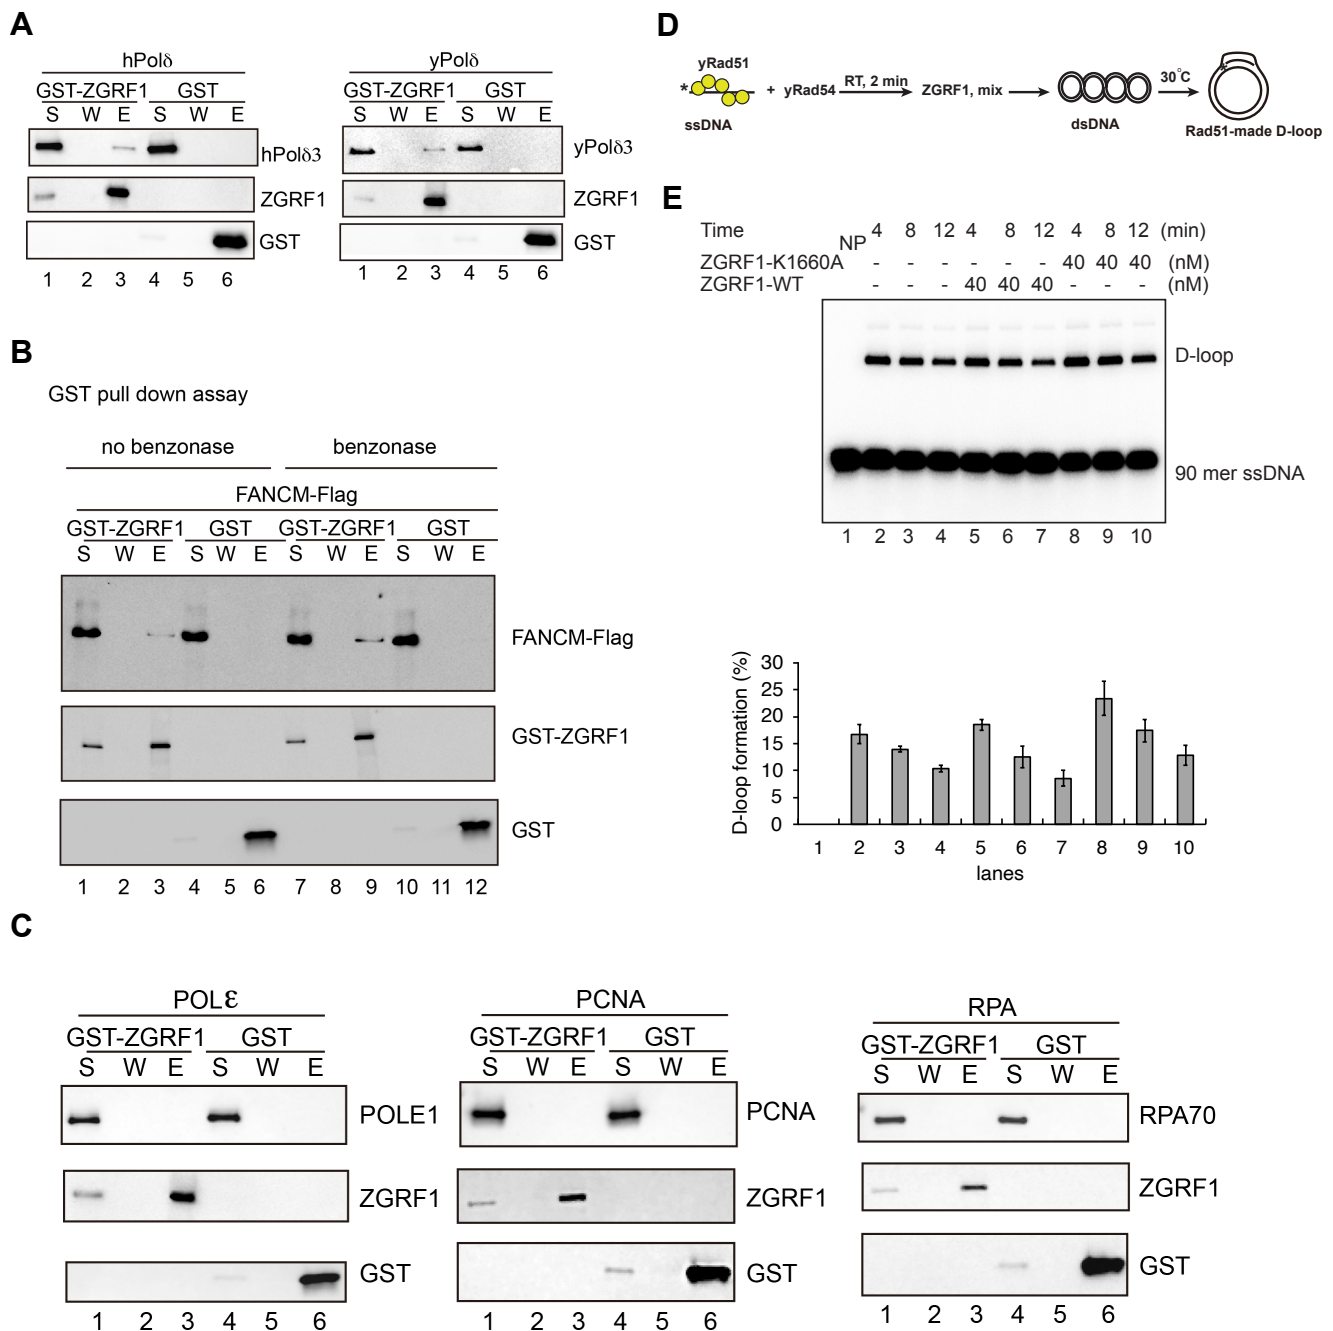 A
hPolδ
GST-ZGRF1 GST
S W E S W E
hPolδ3
ZGRF1
GST
1 2 3 4 5 6
yPolδ
GST-ZGRF1 GST
S W E S W E
yPolδ3
ZGRF1
GST
1 2 3 4 5 6
B
GST pull down assay
no benzonase benzonase
FANCM-Flag
GST-ZGRF1 GST GST-ZGRF1 GST
S W E S W E S W E S W E
FANCM-Flag
GST-ZGRF1
GST
1 2 3 4 5 6 7 8 9 10 11 12
C
POLε
GST-ZGRF1 GST
S W E S W E
POLE1
ZGRF1
GST
1 2 3 4 5 6
PCNA
GST-ZGRF1 GST
S W E S W E
PCNA
ZGRF1
GST
1 2 3 4 5 6
RPA
GST-ZGRF1 GST
S W E S W E
RPA70
ZGRF1
GST
1 2 3 4 5 6
D
yRad51
* + yRad54 RT, 2 min ZGRF1, mix 30°C
ssDNA dsDNA
Rad51-made D-loop
*
E
Time NP 4 8 12 4 8 12 4 8 12 (min)
ZGRF1-K1660A - - - - - - 40 40 40 (nM)
ZGRF1-WT - - - 40 40 40 - - - (nM)
D-loop
90 mer ssDNA
1 2 3 4 5 6 7 8 9 10
D-loop formation (%)
30
25
20
15
10
5
0
1 2 3 4 5 6 7 8 9 10
lanes